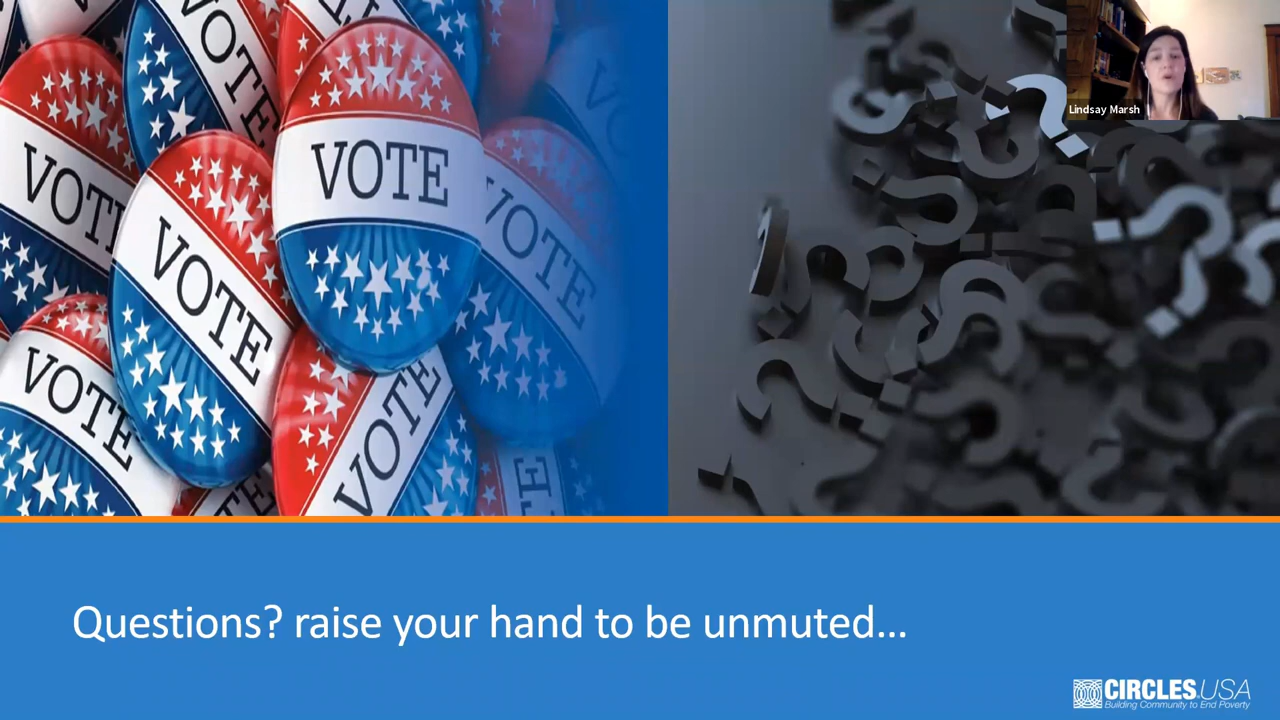 VOTE
VOTE
VOTE
VOTE
VOTE
VOTE
VOTE
Lindsay Marsh
Questions? raise your hand to be unmuted...
CIRCLES USA
Building Community to End Poverty